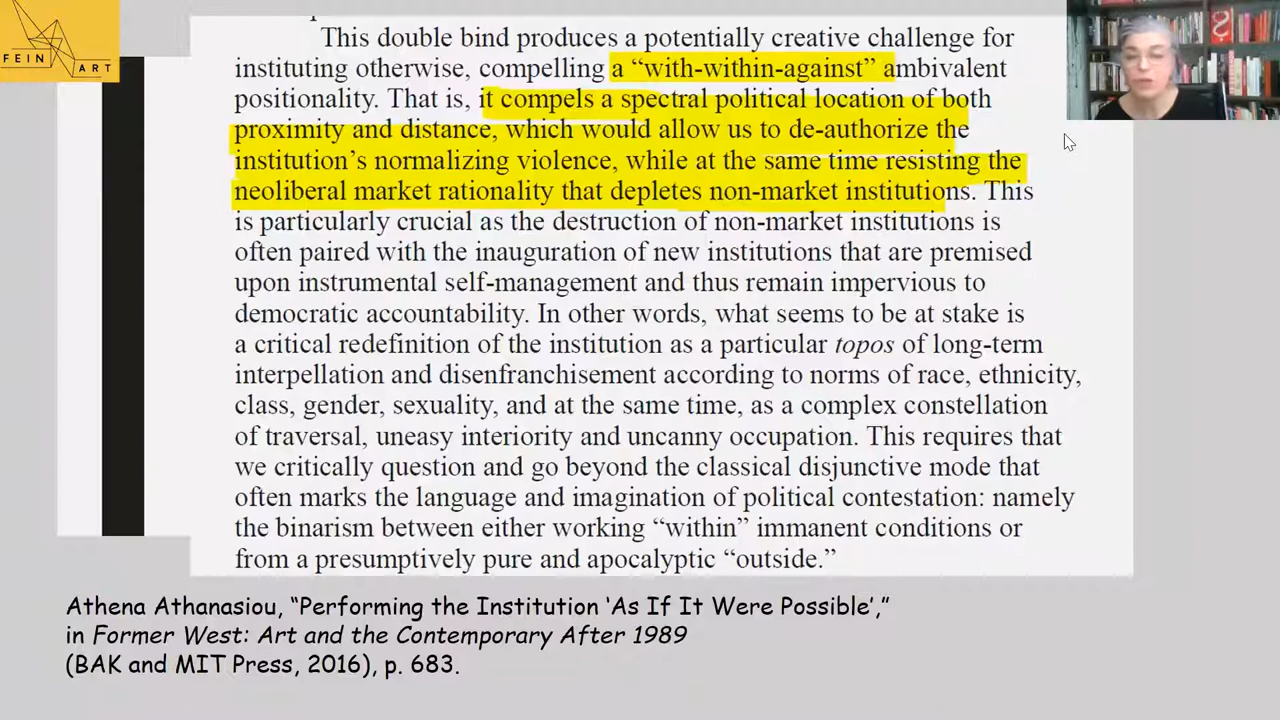 FEIN
ART
This double bind produces a potentially creative challenge for
instituting otherwise, compelling a “with-within-against” ambivalent
positionality. That is, it compels a spectral political location of both
proximity and distance, which would allow us to de-authorize the
institution’s normalizing violence, while at the same time resisting the
neoliberal market rationality that depletes non-market institutions. This
is particularly crucial as the destruction of non-market institutions is
often paired with the inauguration of new institutions that are premised
upon instrumental self-management and thus remain impervious to
democratic accountability. In other words, what seems to be at stake is
a critical redefinition of the institution as a particular topos of long-term
interpellation and disenfranchisement according to norms of race, ethnicity,
class, gender, sexuality, and at the same time, as a complex constellation
of traversal, uneasy interiority and uncanny occupation. This requires that
we critically question and go beyond the classical disjunctive mode that
often marks the language and imagination of political contestation: namely
the binarism between either working “within” immanent conditions or
from a presumptively pure and apocalyptic “outside.”
Athena Athanasiou, “Performing the Institution ‘As If It Were Possible’,”
in Former West: Art and the Contemporary After 1989
(BAK and MIT Press, 2016), p. 683.